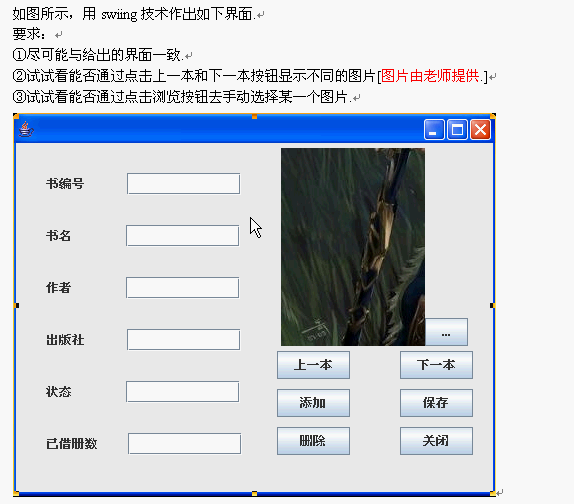 如图所示，用 swiing 技术作出如下界面.
要求：
①尽可能与给出的界面一致.
②试试看能否通过点击上一本和下一本按钮显示不同的图片[图片由老师提供.]
③试试看能否通过点击浏览按钮去手动选择某一个图片.
书编号
书名
作者
出版社
...
上一本 下一本
状态
添加 保存
已借册数
删除 关闭